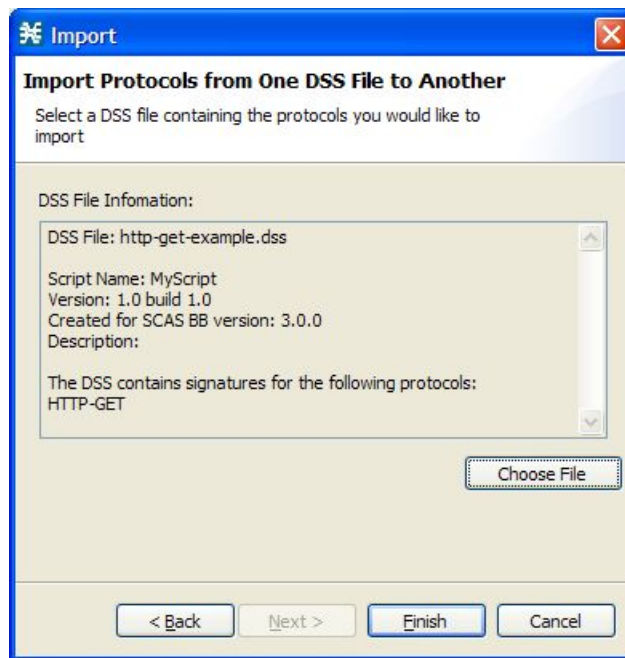 Import
Import Protocols from One DSS File to Another
Select a DSS file containing the protocols you would like to
import
DSS File Infomation:
DSS File: http-get-example.dss
Script Name: MyScript
Version: 1.0 build 1.0
Created for SCAS BB version: 3.0.0
Description:
The DSS contains signatures for the following protocols:
HTTP-GET
Choose File
< Back Next > Finish Cancel